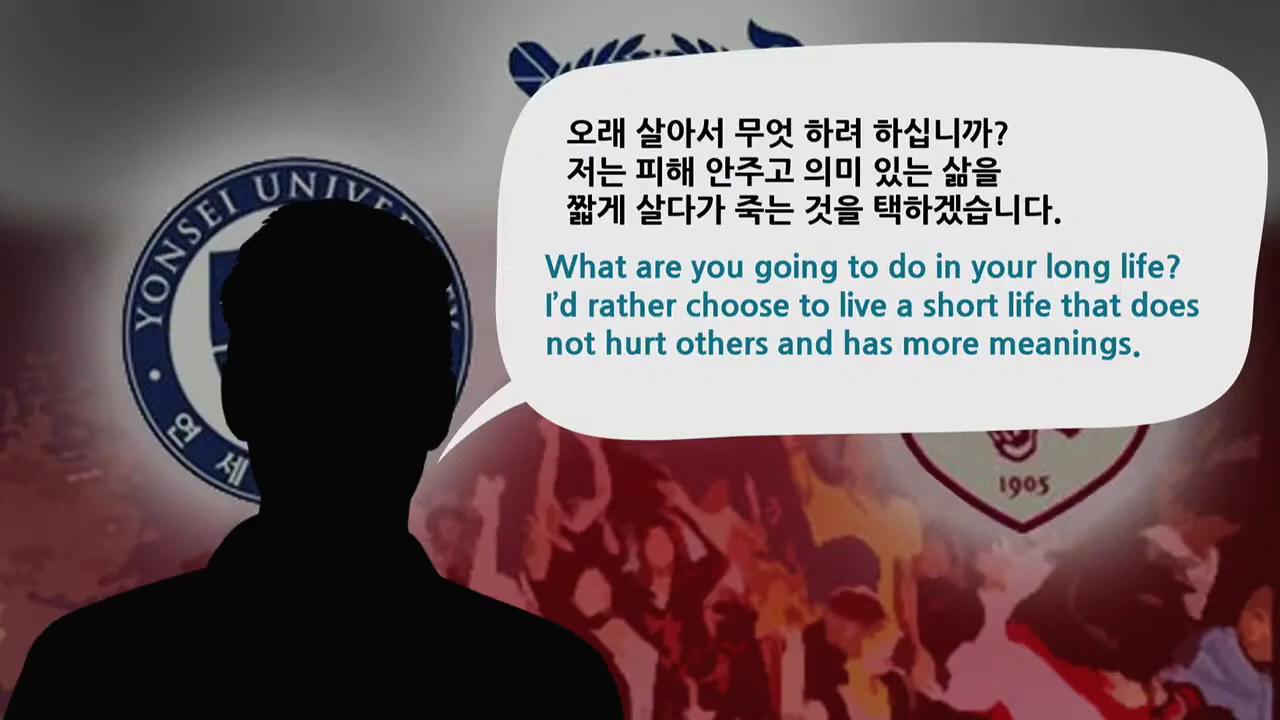 오래 살아서 무엇 하려 하십니까?
저는 피해 안주고 의미 있는 삶을
짧게 살다가 죽는 것을 택하겠습니다.
What are you going to do in your long life?
I'd rather choose to live a short life that does
not hurt others and has more meanings.
YONSEI UNIVER
연세
1905